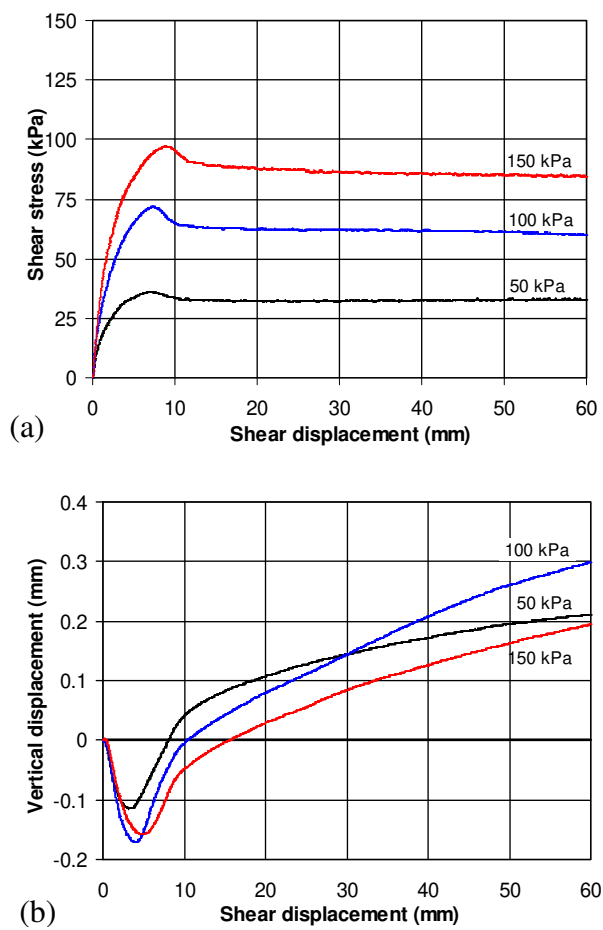 150
125
100
75
50
25
0
Shear stress (kPa)
150 kPa
100 kPa
50 kPa
0 10 20 30 40 50 60
Shear displacement (mm)
(a)
0.4
0.3
0.2
0.1
0
-0.1
-0.2
Vertical displacement (mm)
100 kPa
50 kPa
150 kPa
0 10 20 30 40 50 60
Shear displacement (mm)
(b)